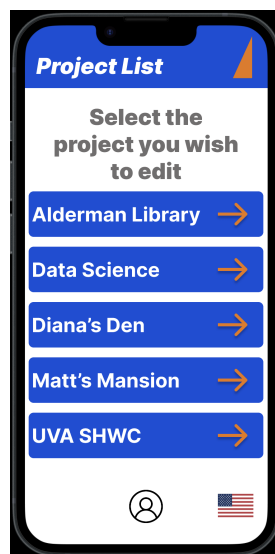 Project List
Select the
project you wish
to edit
Alderman Library
Data Science
Diana's Den
Matt's Mansion
UVA SHWC